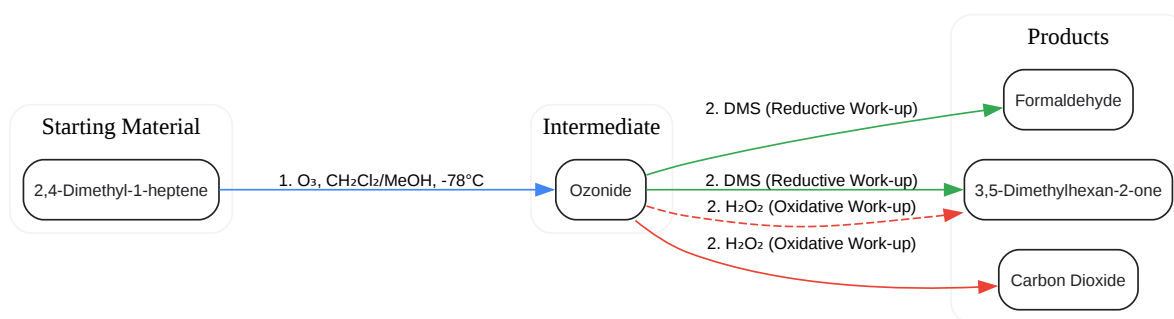 Products
Starting Material
Intermediate
2,4-Dimethyl-1-heptene
1. O₃, CH₂Cl₂/MeOH, -78°C
Ozonide
2. DMS (Reductive Work-up)
2. DMS (Reductive Work-up)
2. H₂O₂ (Oxidative Work-up)
2. H₂O₂ (Oxidative Work-up)
Formaldehyde
3,5-Dimethylhexan-2-one
Carbon Dioxide